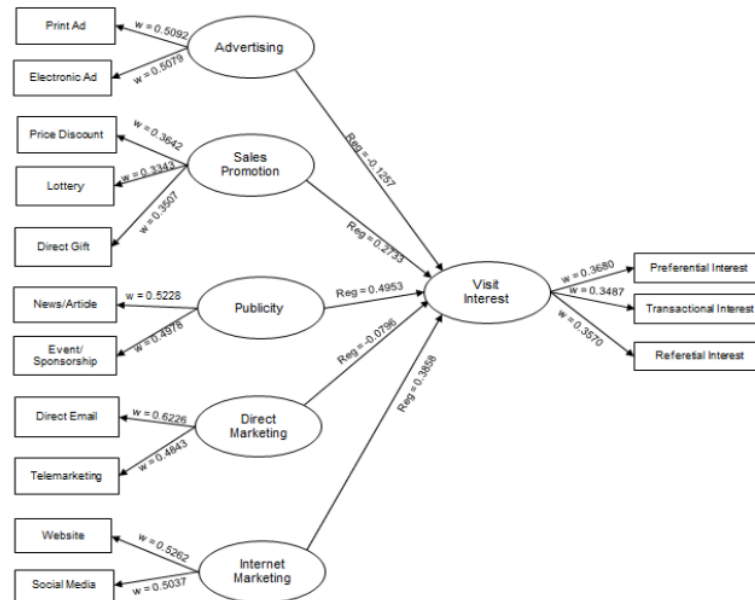 Print Ad
w = 0.5092
Advertising
Electronic Ad
w = 0.5079
Price Discount
w = 0.3642
Sales
Promotion
Lottery
w = 0.3343
Direct Gift
w = 0.3507
News/Article
w = 0.5228
Publicity
Event/
Sponsorship
w = 0.4978
Direct Email
w = 0.6226
Direct
Marketing
Telemarketing
w = 0.4843
Website
w = 0.5262
Internet
Marketing
Social Media
w = 0.5037
Reg = -0.1257
Reg = 0.2733
Reg = 0.4953
Reg = -0.0796
Reg = 0.3858
Visit
Interest
w = 0.3680
Preferential Interest
w = 0.3487
Transactional Interest
w = 0.3570
Referetial Interest